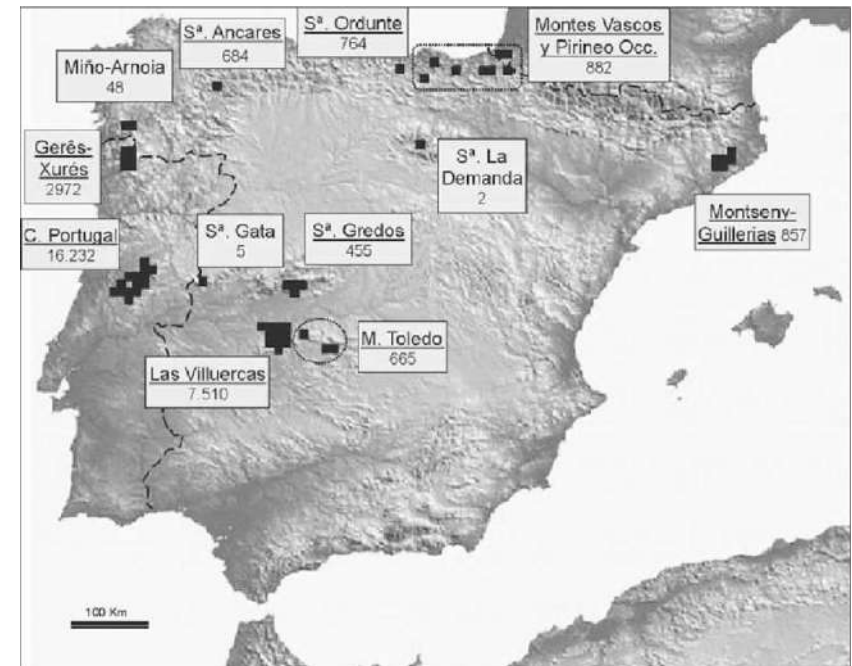 Sª. Ancares
684
Sª. Ordunte
764
Montes Vascos
y Pirineo Occ.
882
Miño-Arnoia
48
Gerês-
Xurés
2972
Sª. La
Demanda
2
Montseny-
Guillerias 857
C. Portugal
16.232
Sª. Gata
5
Sª. Gredos
455
M. Toledo
665
Las Villuercas
7.510
100 Km